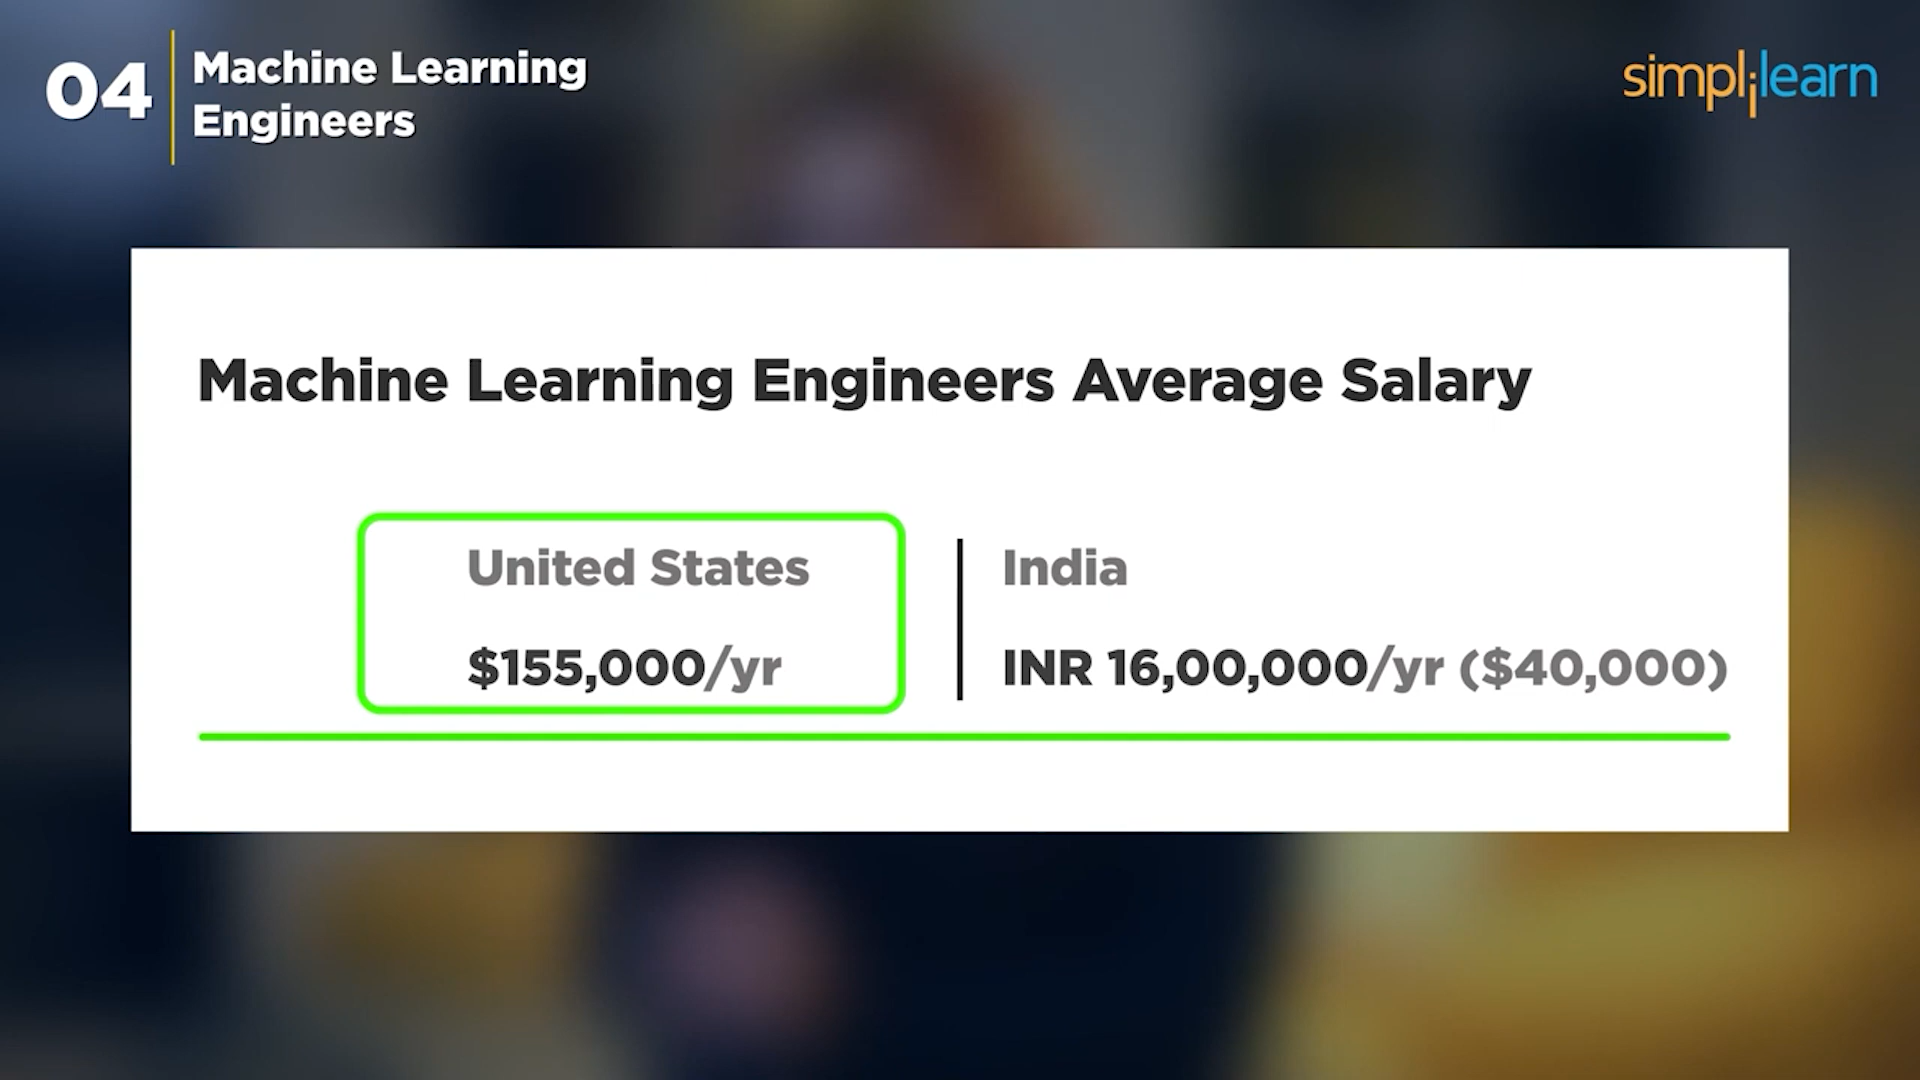 04
Machine Learning
Engineers
simplilearn
Machine Learning Engineers Average Salary
United States
$155,000/yr
India
INR 16,00,000/yr ($40,000)